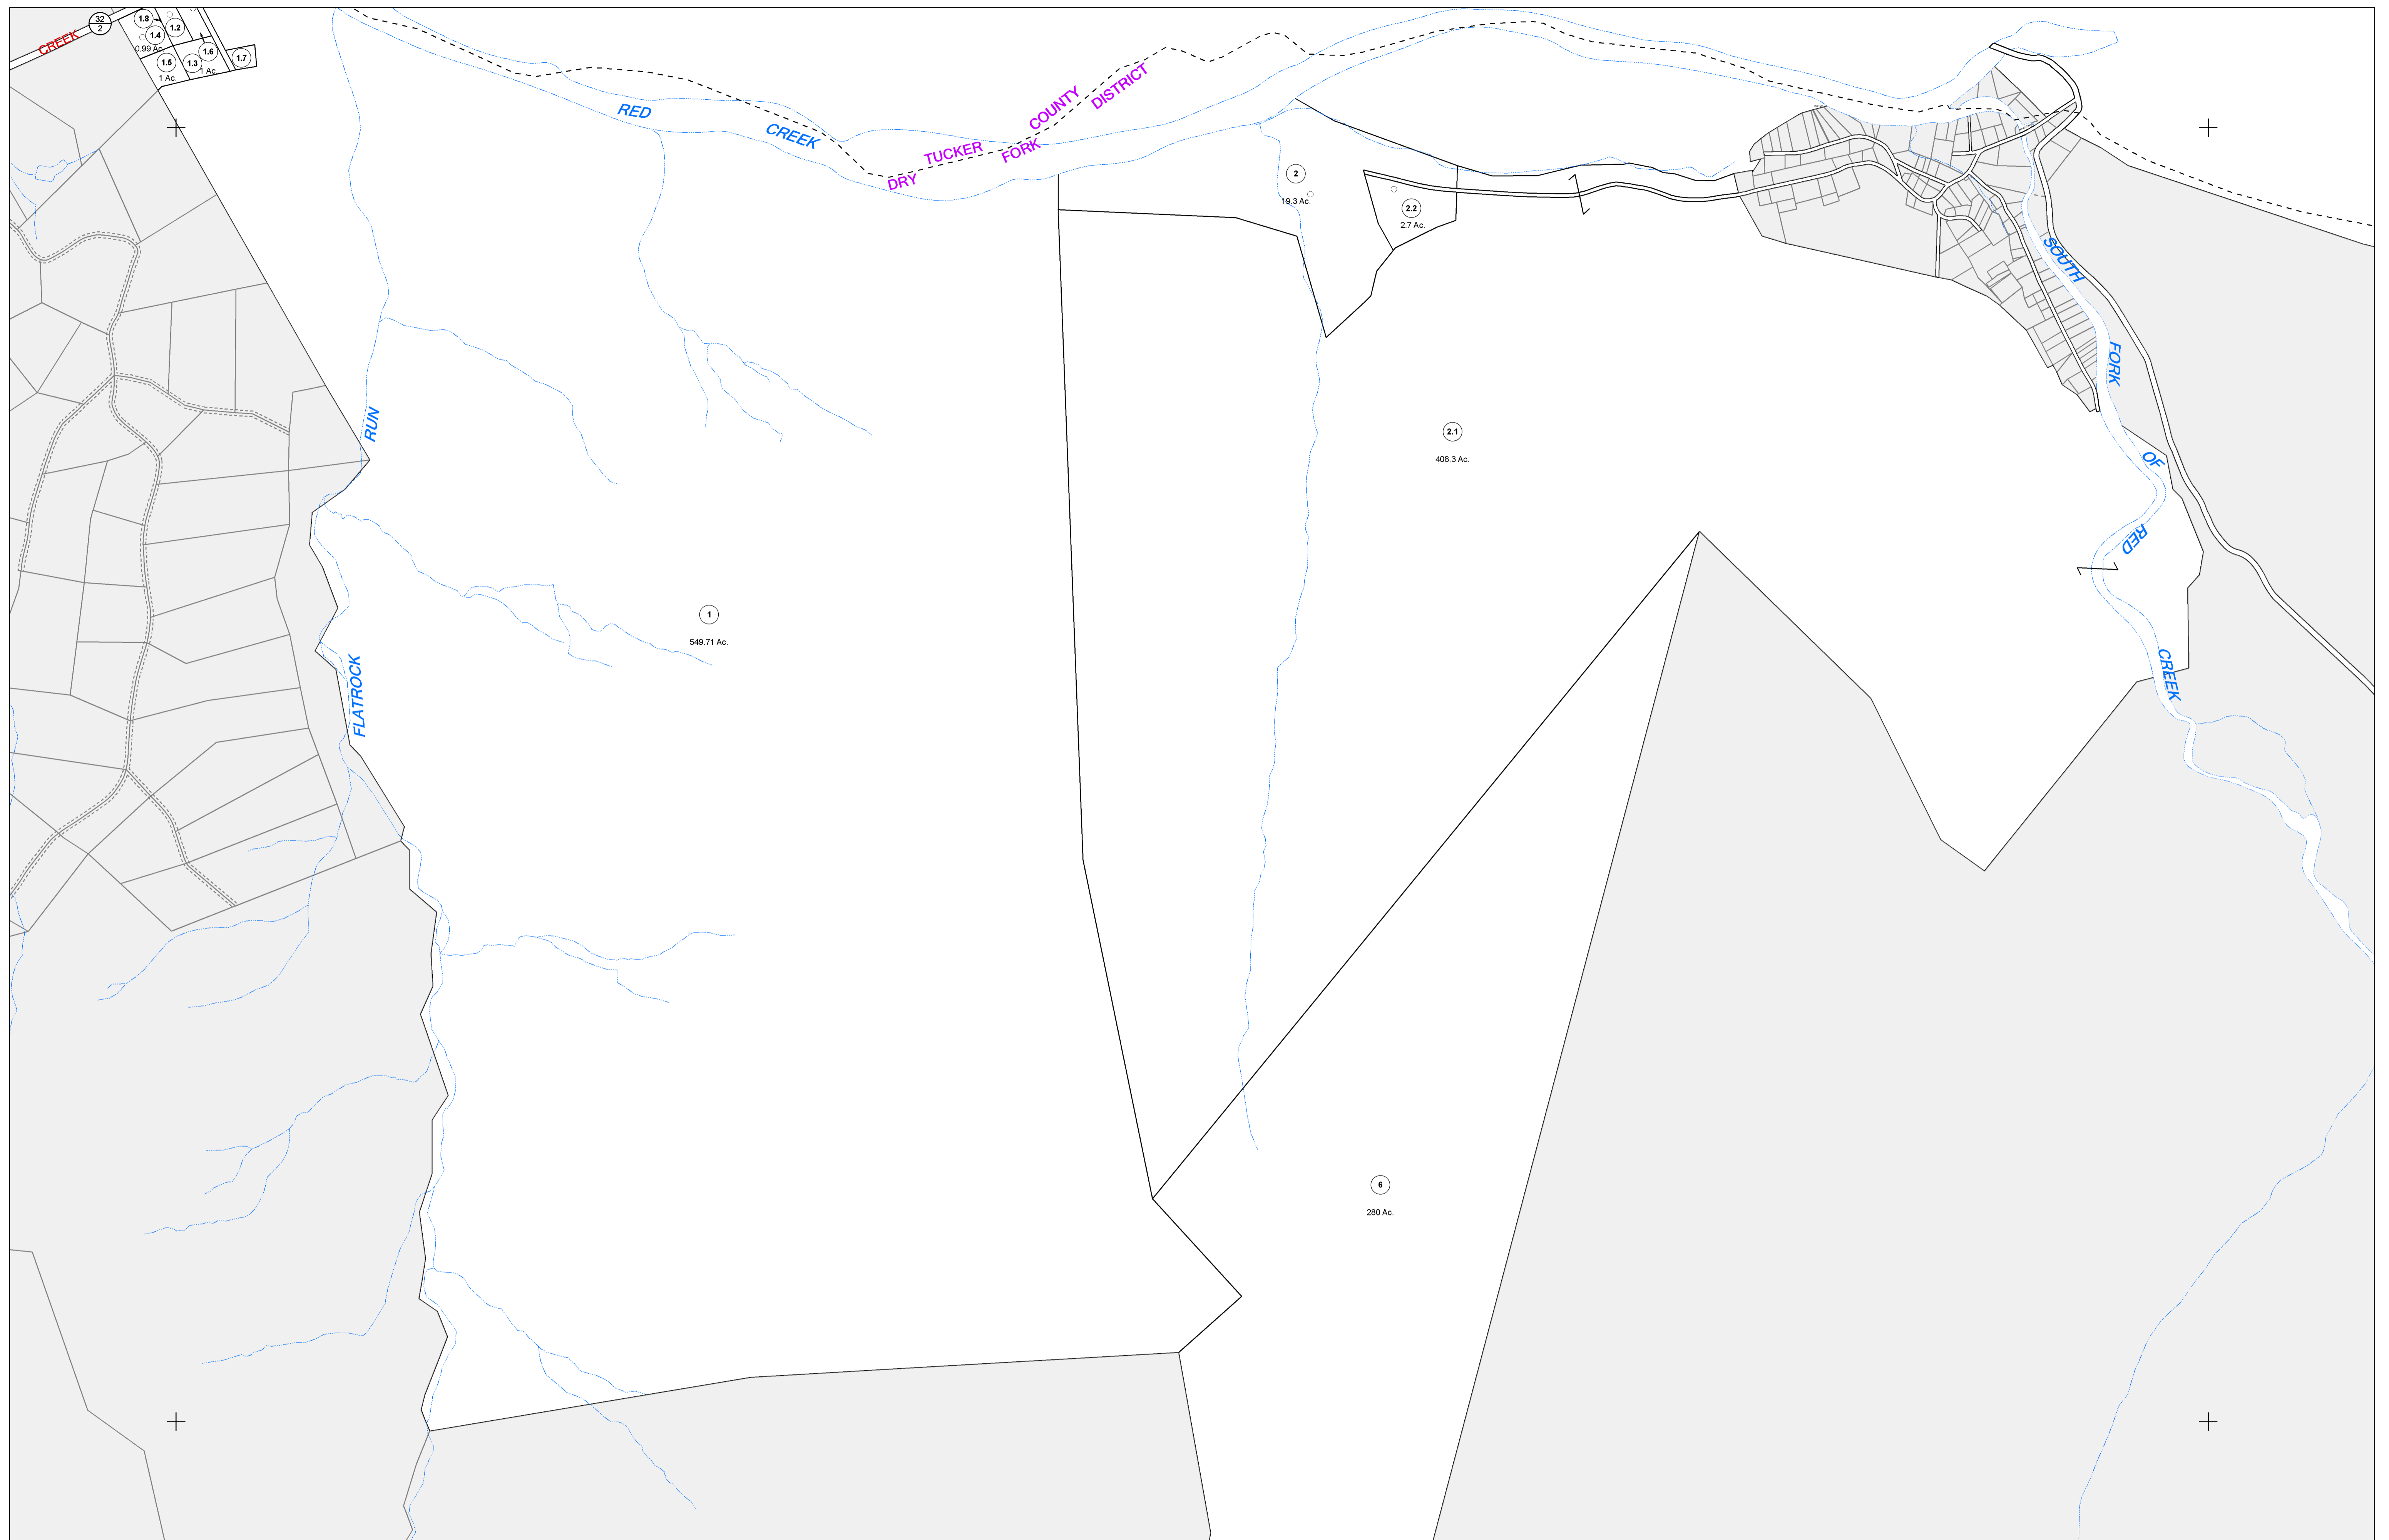 32
2
CREEK
1.8
1.2
1.4
0.99 Ac.
1.6
1.5
1.3
1.7
1 Ac.
1 Ac.
RED
CREEK
COUNTY
DISTRICT
TUCKER
FORK
DRY
2
19.3 Ac.
2.2
2.7 Ac.
SOUTH
FORK
OF
RED
CREEK
RUN
FLATROCK
2.1
408.3 Ac.
1
549.71 Ac.
6
280 Ac.